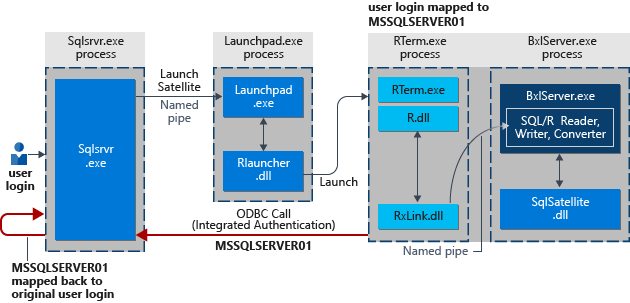 user login mapped to
MSSQLSERVER01
Sqlsrvr.exe
process
Launchpad.exe
process
RTerm.exe
process
BxlServer.exe
process
Launch
Satellite
Named
pipe
Launchpad
.exe
RTerm.exe
R.dll
BxlServer.exe
SQL/R Reader,
Writer, Converter
Sqlsrvr
.exe
user
login
Rlauncher
.dll
Launch
RxLink.dll
SqlSatellite
.dll
Named pipe
ODBC Call
(Integrated Authentication)
MSSQLSERVER01
MSSQLSERVER01
mapped back to
original user login